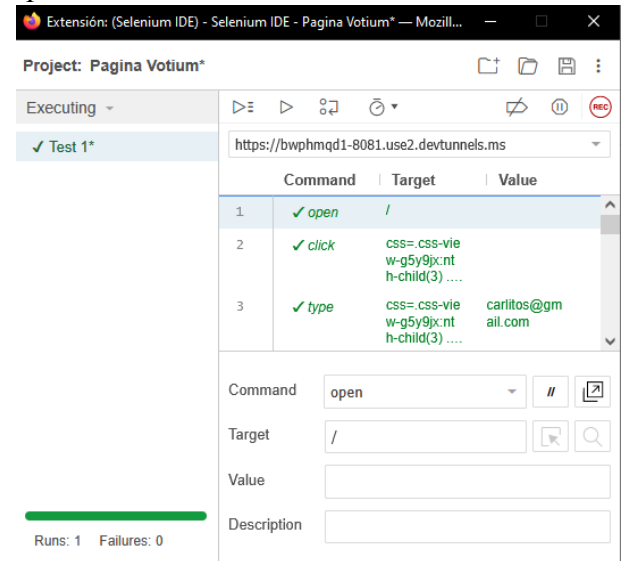 Extensión: (Selenium IDE) - Selenium IDE - Pagina Votium* — Mozill...
Project: Pagina Votium*
Executing
REC
✓ Test 1*
https://bwphmqd1-8081.use2.devtunnels.ms
Command Target Value
1 ✓ open /
2 ✓ click css=.css-vie
w-g5y9jx:nt
h-child(3) ....
3 ✓ type css=.css-vie carlitos@gm
w-g5y9jx:nt ail.com
h-child(3) ....
Command open //
Target /
Value
Description
Runs: 1 Failures: 0